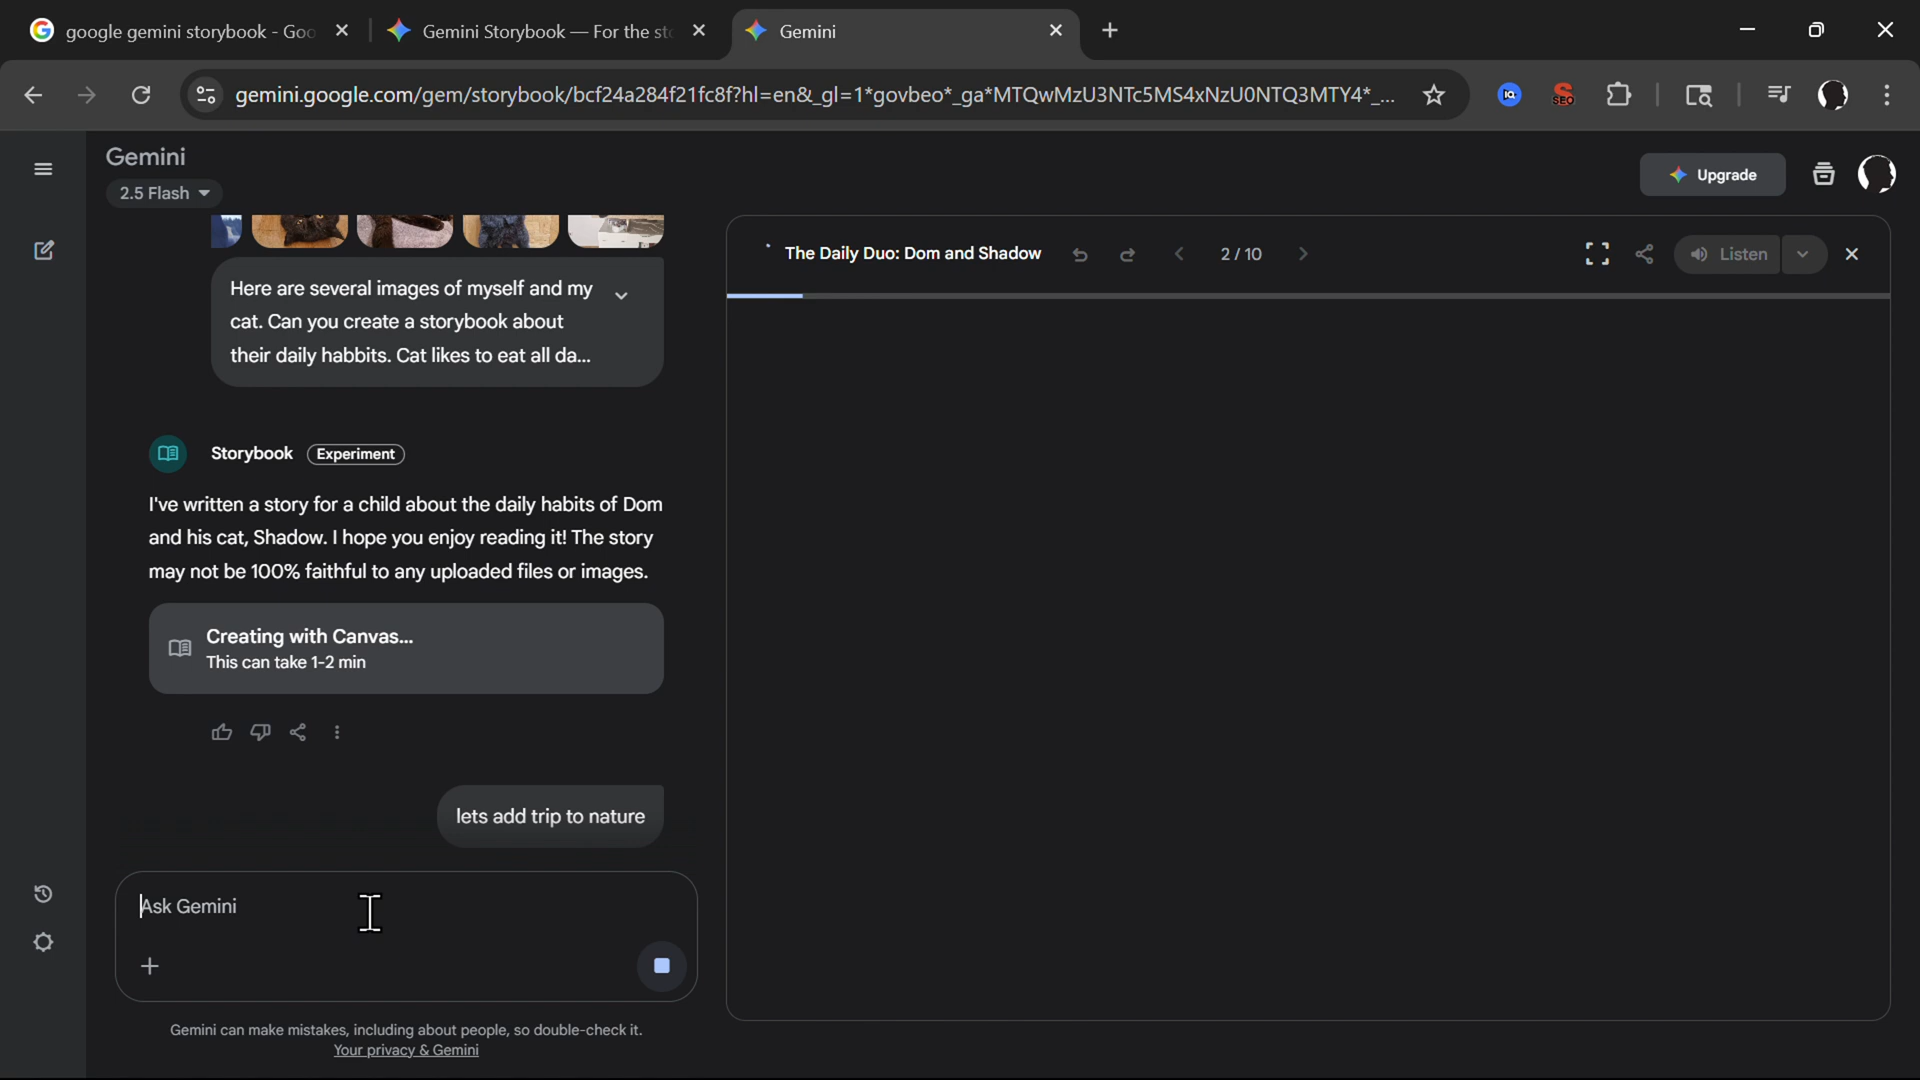 google gemini storybook - Goo
Gemini Storybook — For the sto
Gemini
gemini.google.com/gem/storybook/bcf24a284f21fc8f?hl=en&_gl=1*govbeo*_ga*MTQwMzU3NTc5MS4xNzU0NTQ3MTY4*_...
IQ
SEO
Gemini
2.5 Flash
Upgrade
Here are several images of myself and my
cat. Can you create a storybook about
their daily habbits. Cat likes to eat all da...
Storybook Experiment
I've written a story for a child about the daily habits of Dom
and his cat, Shadow. I hope you enjoy reading it! The story
may not be 100% faithful to any uploaded files or images.
Creating with Canvas...
This can take 1-2 min
lets add trip to nature
Ask Gemini
Gemini can make mistakes, including about people, so double-check it.
Your privacy & Gemini
The Daily Duo: Dom and Shadow
2 / 10
Listen